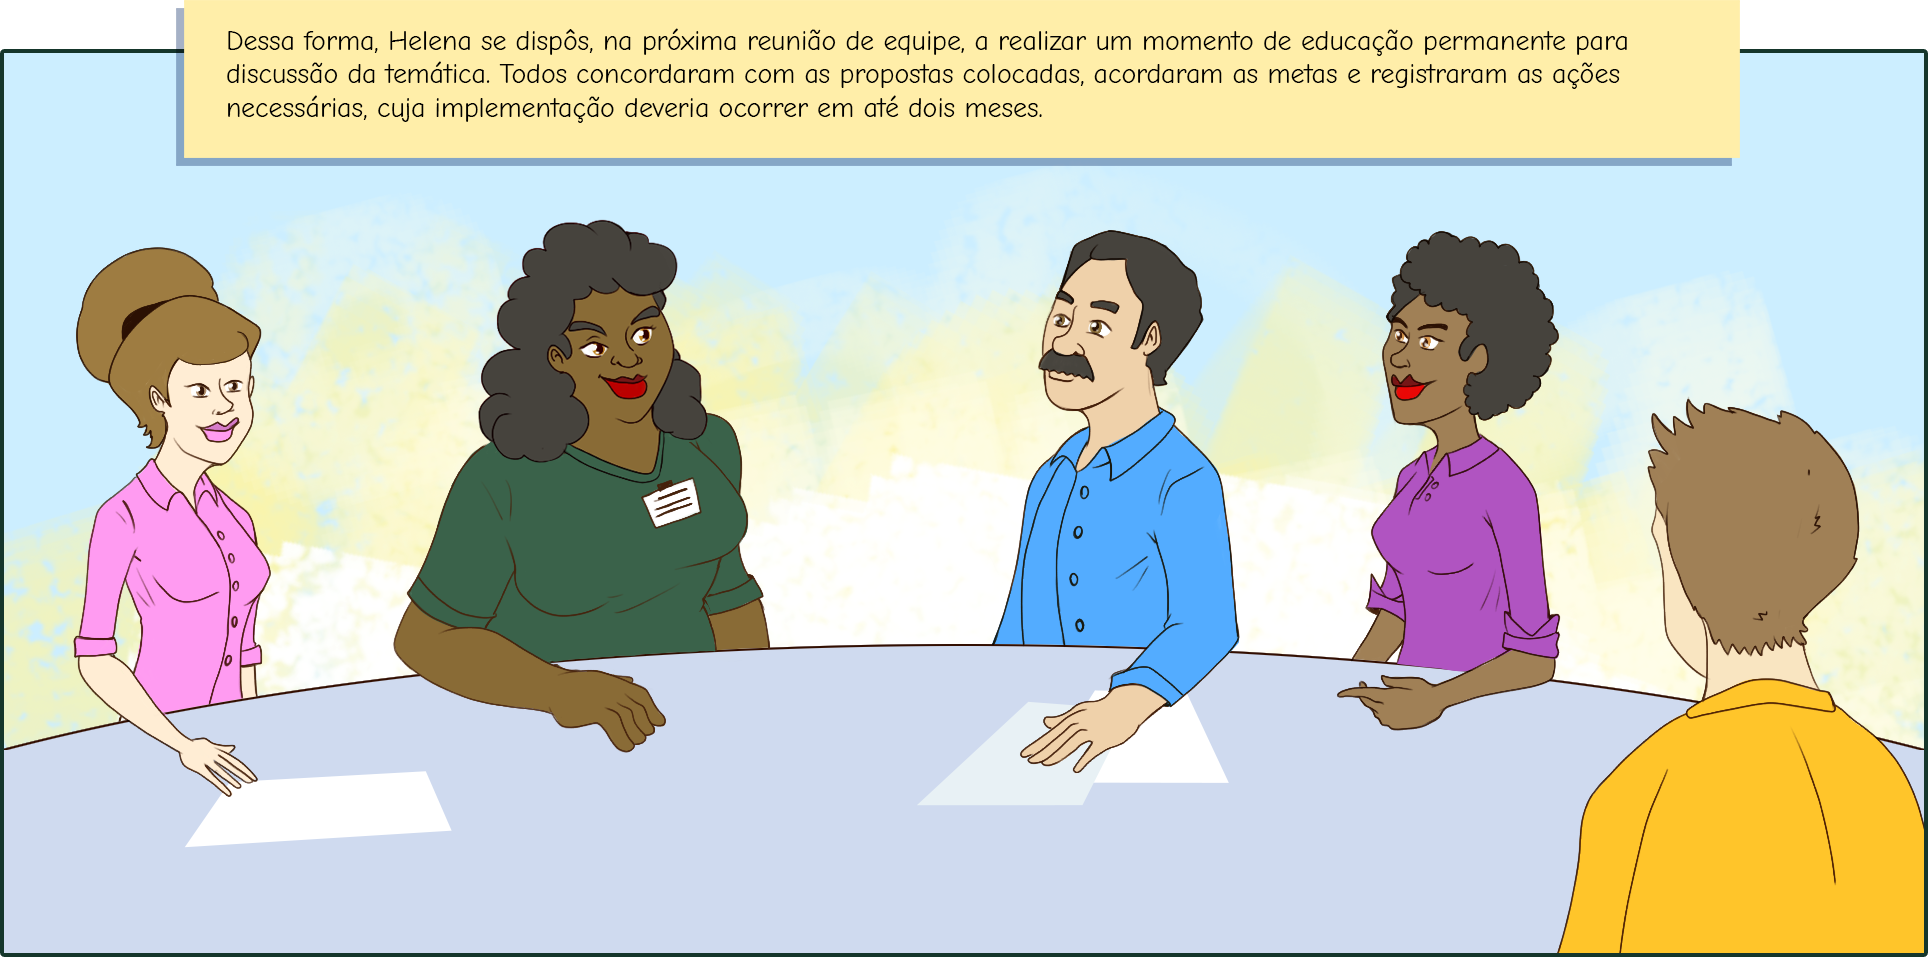 Dessa forma, Helena se dispôs, na próxima reunião de equipe, a realizar um momento de educação permanente para
discussão da temática. Todos concordaram com as propostas colocadas, acordaram as metas e registraram as ações
necessárias, cuja implementação deveria ocorrer em até dois meses.